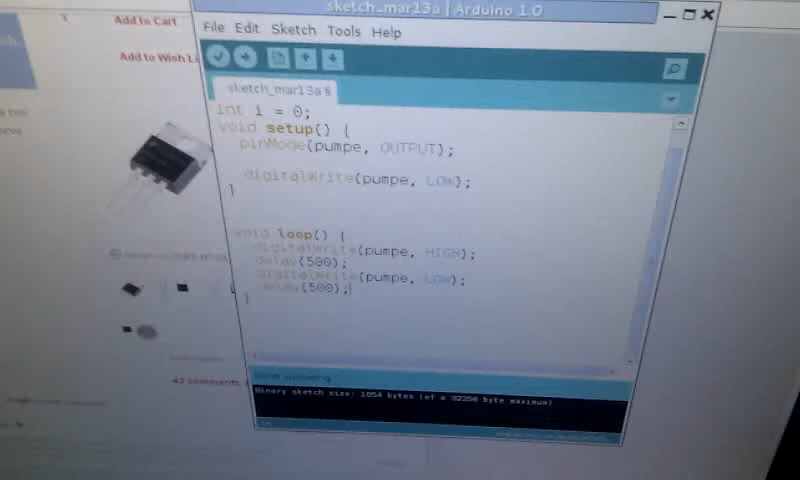 Add to Cart
Add to Wish Li
sketch_mar13a | Arduino 1.0
File Edit Sketch Tools Help
sketch_mar13a §
int i = 0;
void setup() {
pinMode(pumpe, OUTPUT);
digitalWrite(pumpe, LOW);
}
void loop() {
digitalWrite(pumpe, HIGH);
delay(500);
digitalWrite(pumpe, LOW);
delay(500);
}
42 comments
Binary sketch size: 1054 bytes (of a 32256 byte maximum)